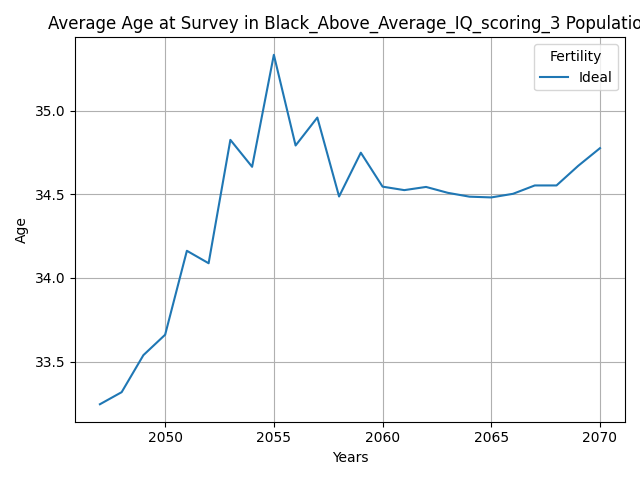 Average Age at Survey in Black_Above_Average_IQ_scoring_3 Populatio
Fertility
Ideal
35.0
34.5
34.0
33.5
Age
2050 2055 2060 2065 2070
Years